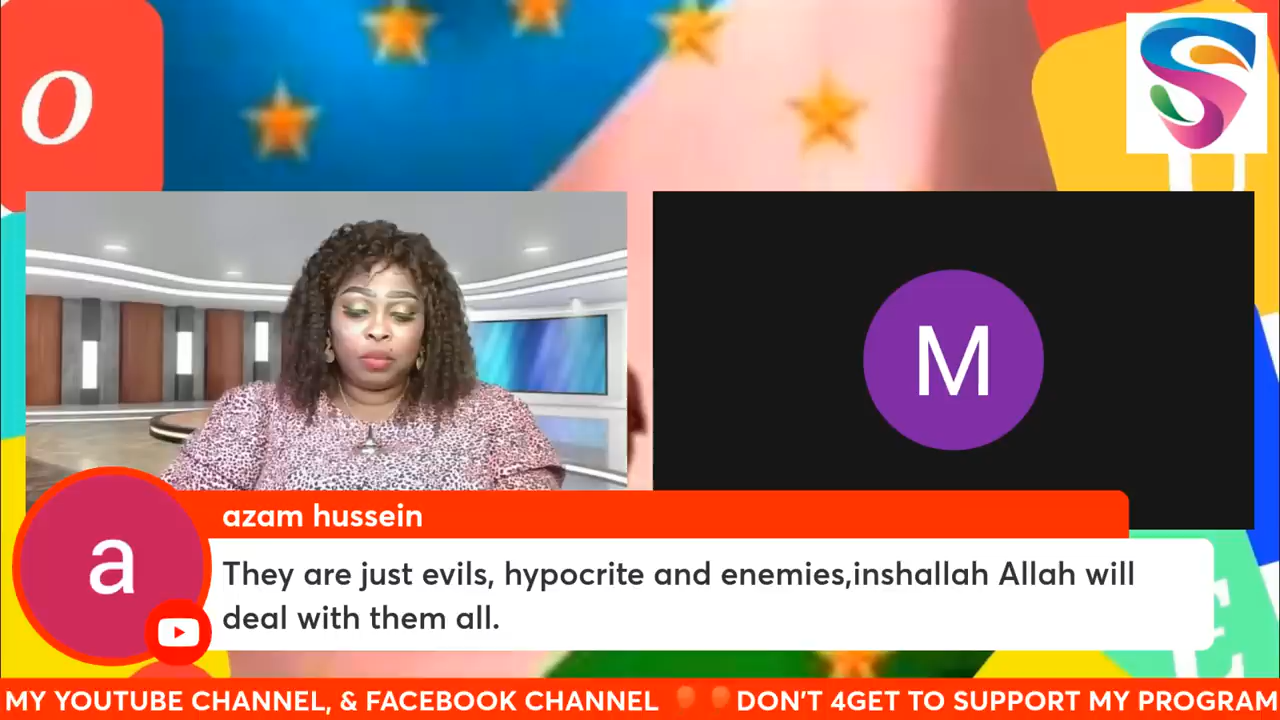 O
M
azam hussein
a
They are just evils, hypocrite and enemies,inshallah Allah will
deal with them all.
MY YOUTUBE CHANNEL, & FACEBOOK CHANNEL 🎈🎈DON'T 4GET TO SUPPORT MY PROGRAM